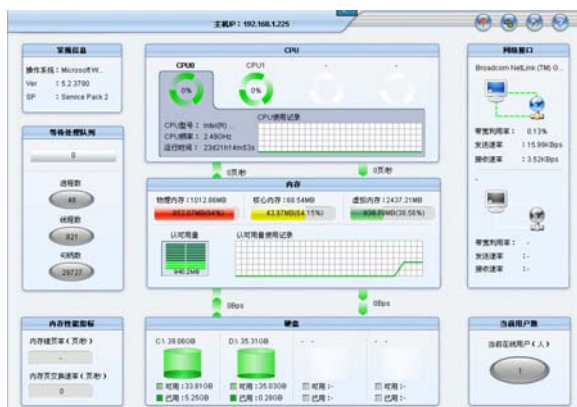 主机IP：192.168.1.225
常规信息
操作系统：Microsoft W...
Ver ：5.2.3790
SP ：Service Pack 2
等待处理队列
0
进程数
48
线程数
821
句柄数
29727
内存性能指标
内存错页率（页/秒）
-
内存页交换速率（页/秒）
0
CPU
CPU0
CPU1
-
-
0%
0%
CPU使用记录
CPU型号：Intel(R) ...
CPU频率：2.49GHz
运行时间：23d21h14m53s
0页/秒
0页/秒
内存
物理内存：1012.86MB
核心内存：80.54MB
虚拟内存：2437.21MB
952.07MB(94%)
43.97MB(54.15%)
(38.56%)
认可用量
认可用量使用记录
940.2MB
0Bps
0Bps
硬盘
C:\ 39.06GB
D:\ 35.31GB
- -
- -
可用：33.81GB
已用：5.25GB
可用：35.03GB
已用：0.28GB
可用：-
已用：-
可用：-
已用：-
网络接口
Broadcom NetLink (TM) G...
带宽利用率： 0.13%
发送速率 ：15.99KBps
接收速率 ：3.52KBps
-
带宽利用率： -
发送速率 ：-
接收速率 ：-
当前用户数
当前在线用户（人）
1